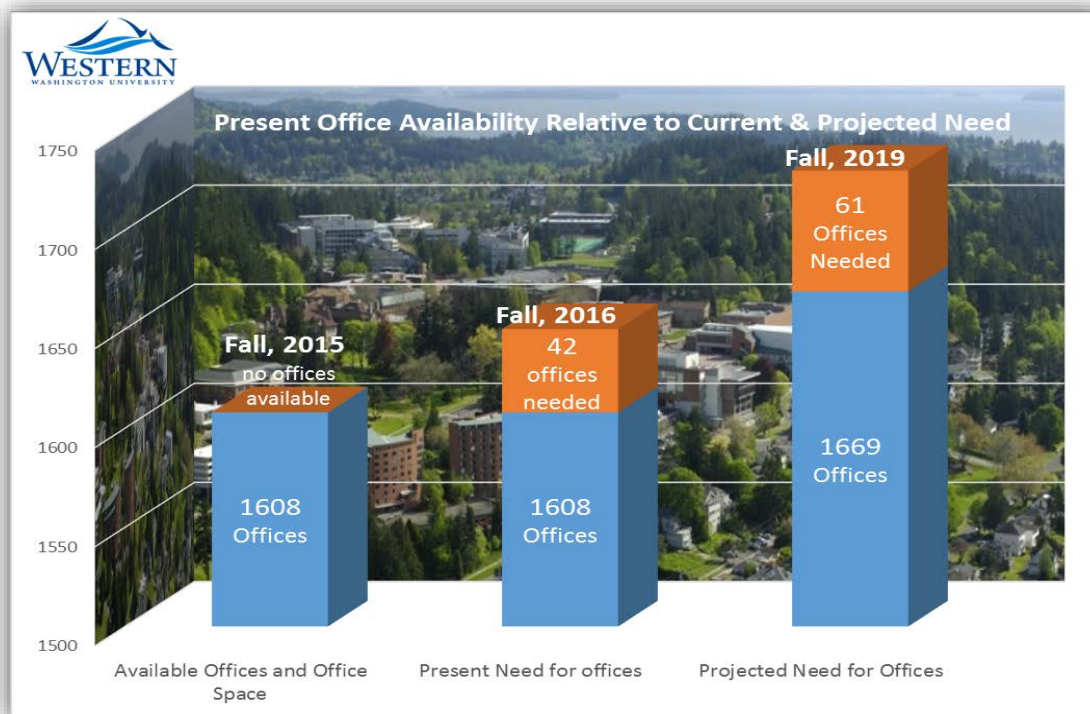 WESTERN
WASHINGTON UNIVERSITY
Present Office Availability Relative to Current & Projected Need
1750
1700
1650
1600
1550
1500
Fall, 2015
no offices
available
1608
Offices
Fall, 2016
42
offices
needed
1608
Offices
Fall, 2019
61
Offices
Needed
1669
Offices
Available Offices and Office
Space
Present Need for offices
Projected Need for Offices